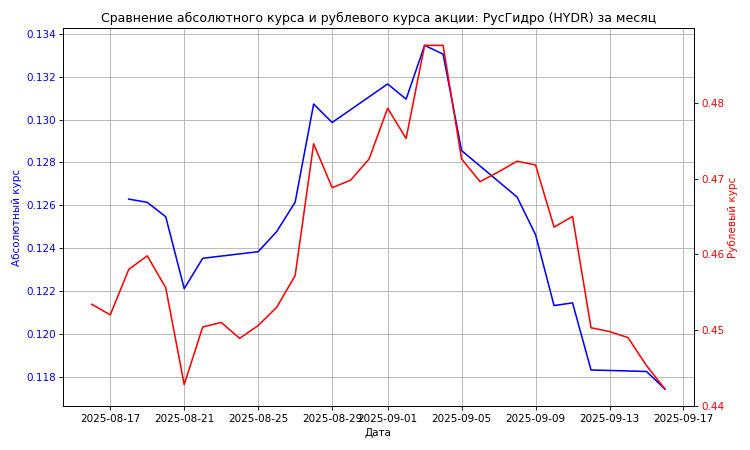 Сравнение абсолютного курса и рублевого курса акции: РусГидро (HYDR) за месяц
0.134
0.132
0.130
0.128
0.126
0.124
0.122
0.120
0.118
Абсолютный курс
0.48
0.47
0.46
0.45
0.44
Рублевый курс
2025-08-17 2025-08-21 2025-08-25 2025-08-29 2025-09-01 2025-09-05 2025-09-09 2025-09-13 2025-09-17
Дата